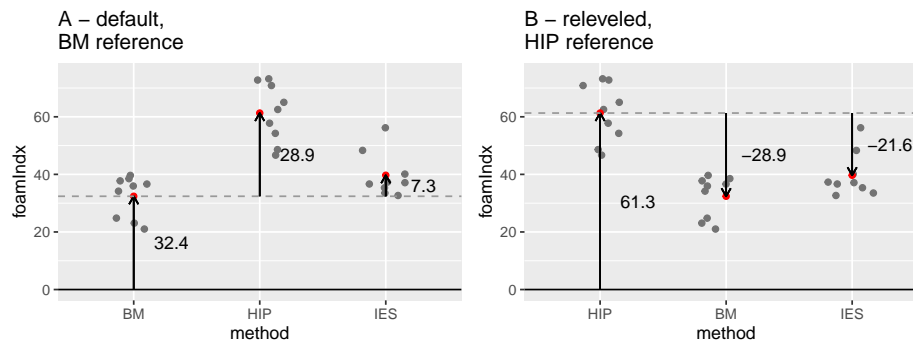 A – default,
BM reference
foamIndx
60
40
20
0
28.9
7.3
32.4
BM HIP IES
method
B – releveled,
HIP reference
foamIndx
60
40
20
0
−28.9
−21.6
61.3
HIP BM IES
method